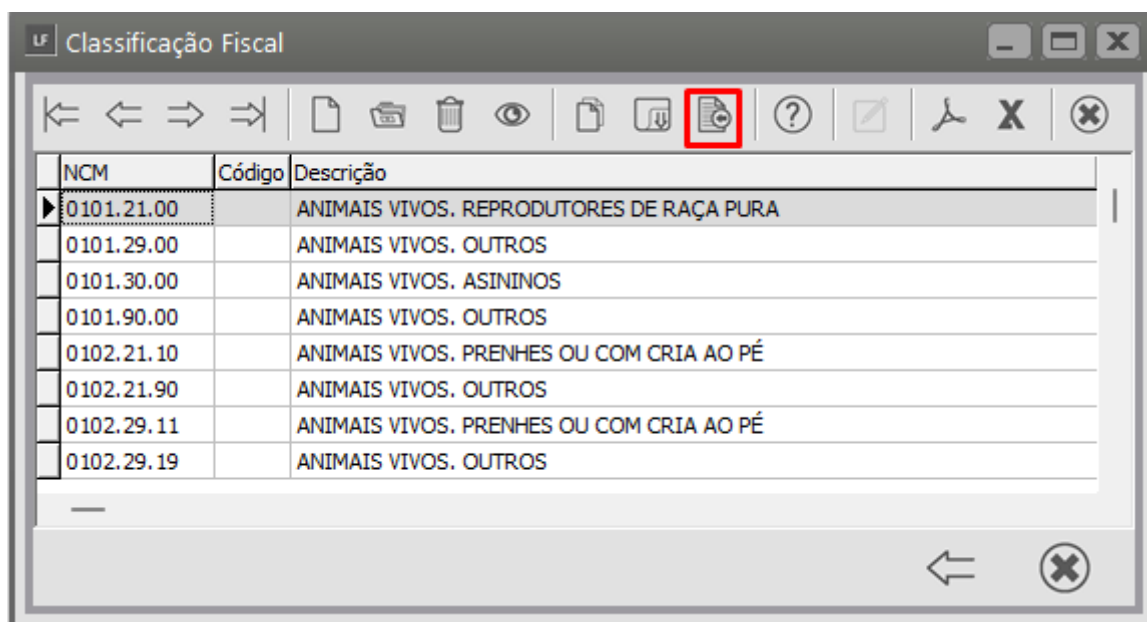 LF Classificação Fiscal
NCM Código Descrição
0101.21.00 ANIMAIS VIVOS. REPRODUTORES DE RAÇA PURA
0101.29.00 ANIMAIS VIVOS. OUTROS
0101.30.00 ANIMAIS VIVOS. ASININOS
0101.90.00 ANIMAIS VIVOS. OUTROS
0102.21.10 ANIMAIS VIVOS. PRENHES OU COM CRIA AO PÉ
0102.21.90 ANIMAIS VIVOS. OUTROS
0102.29.11 ANIMAIS VIVOS. PRENHES OU COM CRIA AO PÉ
0102.29.19 ANIMAIS VIVOS. OUTROS